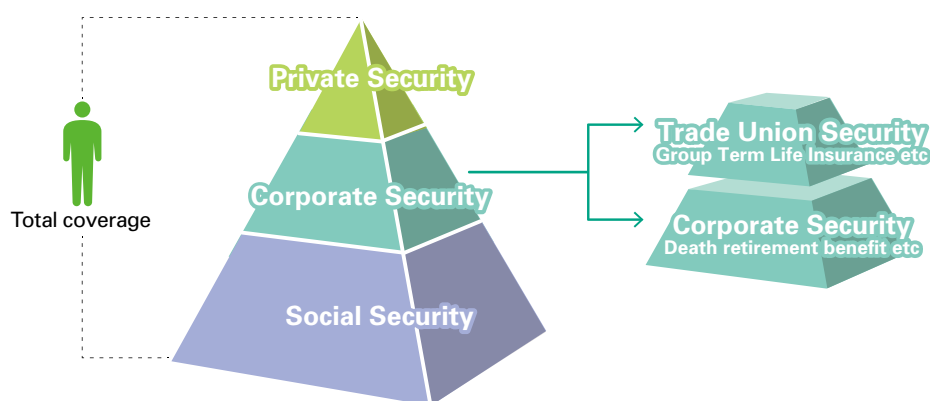 Private Security
Trade Union Security
Group Term Life Insurance etc
Corporate Security
Total coverage
Corporate Security
Death retirement benefit etc
Social Security